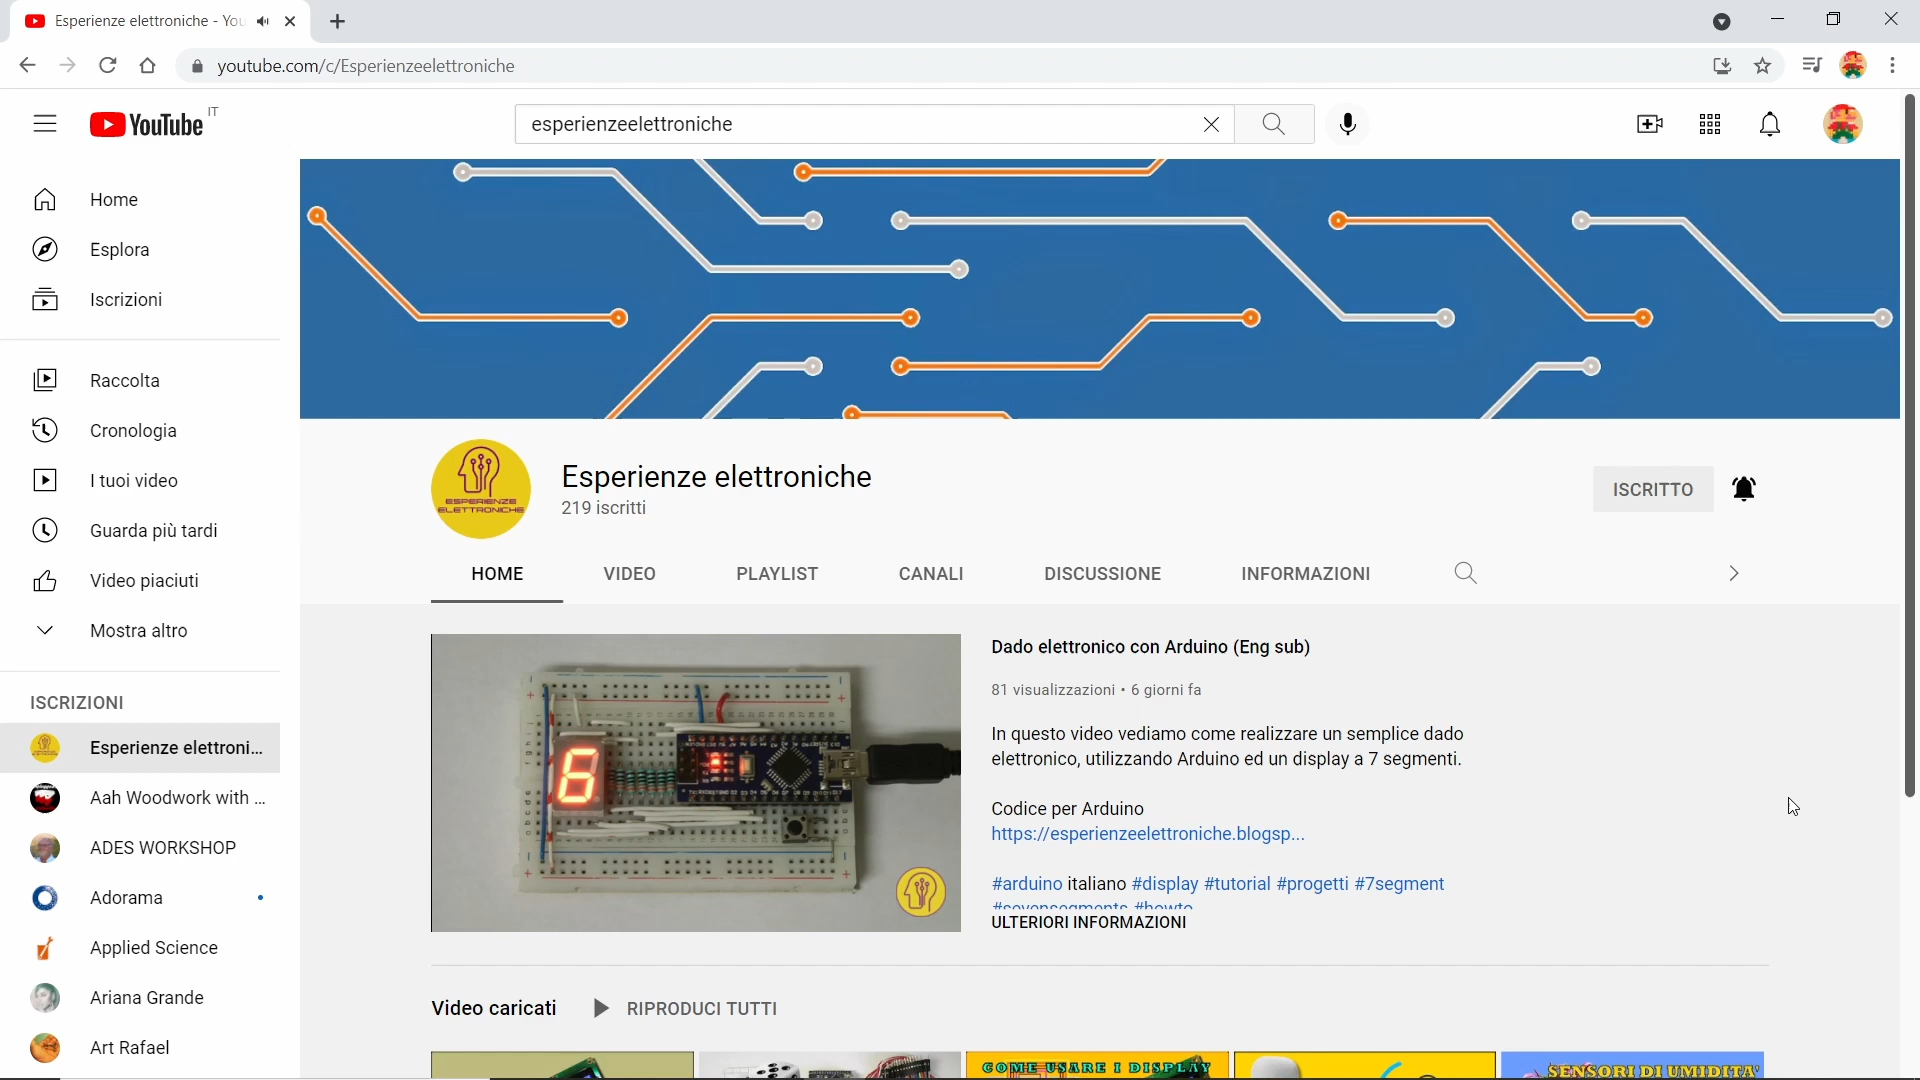 Esperienze elettroniche - You
youtube.com/c/Esperienzeelettroniche
YouTube IT
esperienzeelettroniche
Home
Esplora
Iscrizioni
Raccolta
Cronologia
I tuoi video
Guarda più tardi
Video piaciuti
Mostra altro
ISCRIZIONI
Esperienze elettroni...
Aah Woodwork with ...
ADES WORKSHOP
Adorama
Applied Science
Ariana Grande
Art Rafael
ESPERIENZE
ELETTRONICHE
Esperienze elettroniche
219 iscritti
ISCRITTO
HOME VIDEO PLAYLIST CANALI DISCUSSIONE INFORMAZIONI
6
Dado elettronico con Arduino (Eng sub)
81 visualizzazioni • 6 giorni fa
In questo video vediamo come realizzare un semplice dado
elettronico, utilizzando Arduino ed un display a 7 segmenti.
Codice per Arduino
https://esperienzeelettroniche.blogsp...
#arduino italiano #display #tutorial #progetti #7segment
#sevensegments #howto
ULTERIORI INFORMAZIONI
Video caricati RIPRODUCI TUTTI
COME USARE I DISPLAY
SENSORI DI UMIDITA'